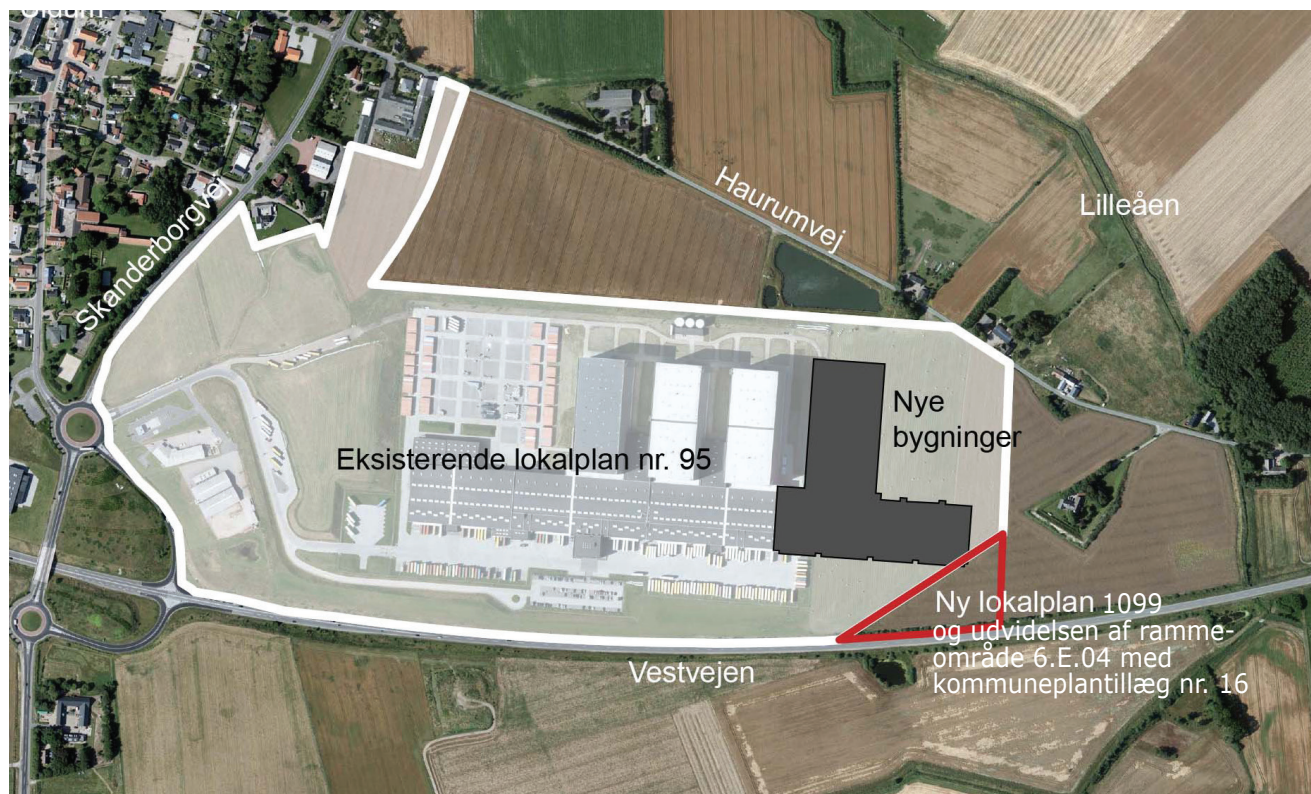 Skanderborgvej
Haurumvej
Lilleåen
Nye
bygninger
Eksisterende lokalplan nr. 95
Ny lokalplan 1099
og udvidelsen af ramme-
område 6.E.04 med
kommuneplantillæg nr. 16
Vestvejen